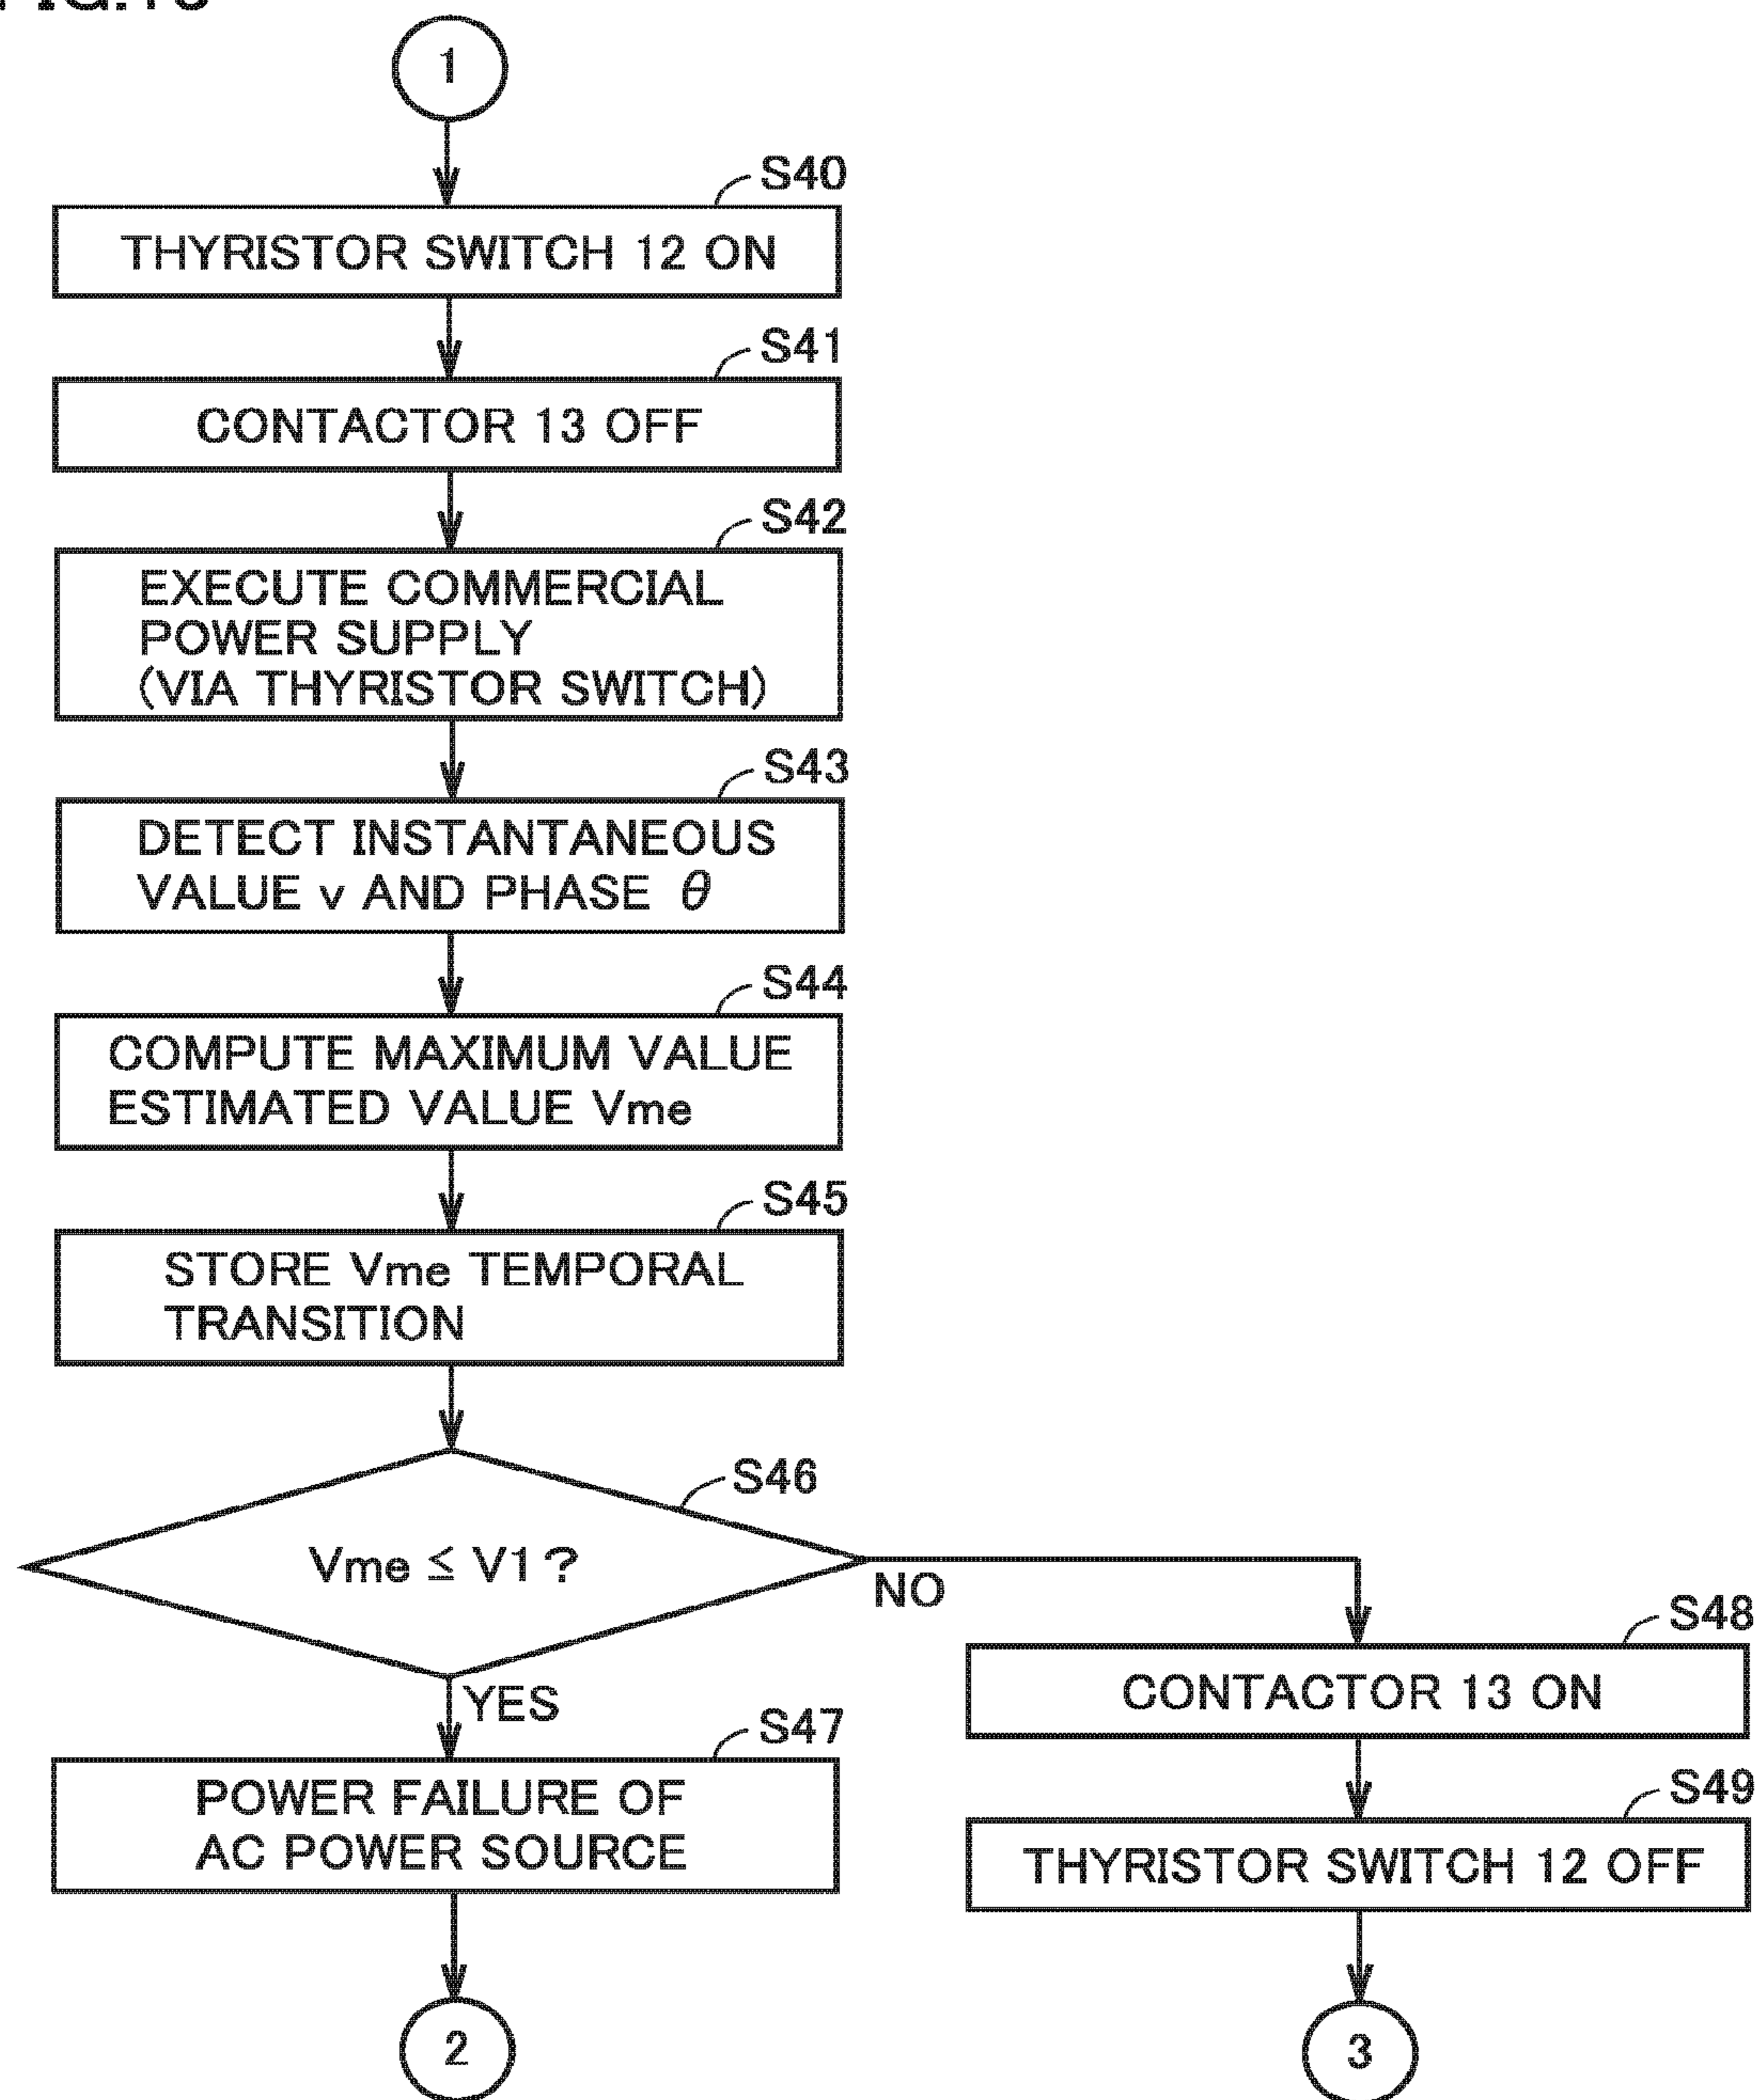 1
S40
THYRISTOR SWITCH 12 ON
S41
CONTACTOR 13 OFF
S42
EXECUTE COMMERCIAL
POWER SUPPLY
(VIA THYRISTOR SWITCH)
S43
DETECT INSTANTANEOUS
VALUE v AND PHASE θ
S44
COMPUTE MAXIMUM VALUE
ESTIMATED VALUE Vme
S45
STORE Vme TEMPORAL
TRANSITION
S46
Vme ≦ V1?
NO
YES
S47
POWER FAILURE OF
AC POWER SOURCE
2
S48
CONTACTOR 13 ON
S49
THYRISTOR SWITCH 12 OFF
3